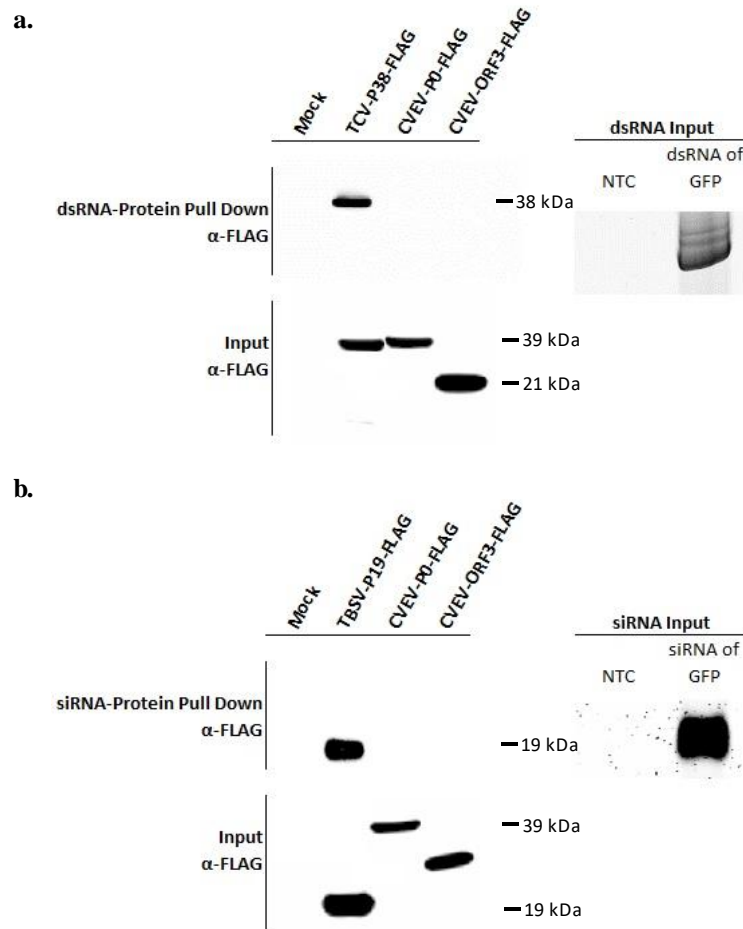 a.
Mock
TCV-P38-FLAG
CVEV-P0-FLAG
CVEV-ORF3-FLAG
dsRNA Input
dsRNA of
NTC GFP
dsRNA-Protein Pull Down
α-FLAG
38 kDa
Input
α-FLAG
39 kDa
21 kDa
b.
Mock
TBSV-P19-FLAG
CVEV-P0-FLAG
CVEV-ORF3-FLAG
siRNA Input
siRNA of
NTC GFP
siRNA-Protein Pull Down
α-FLAG
19 kDa
Input
α-FLAG
39 kDa
19 kDa